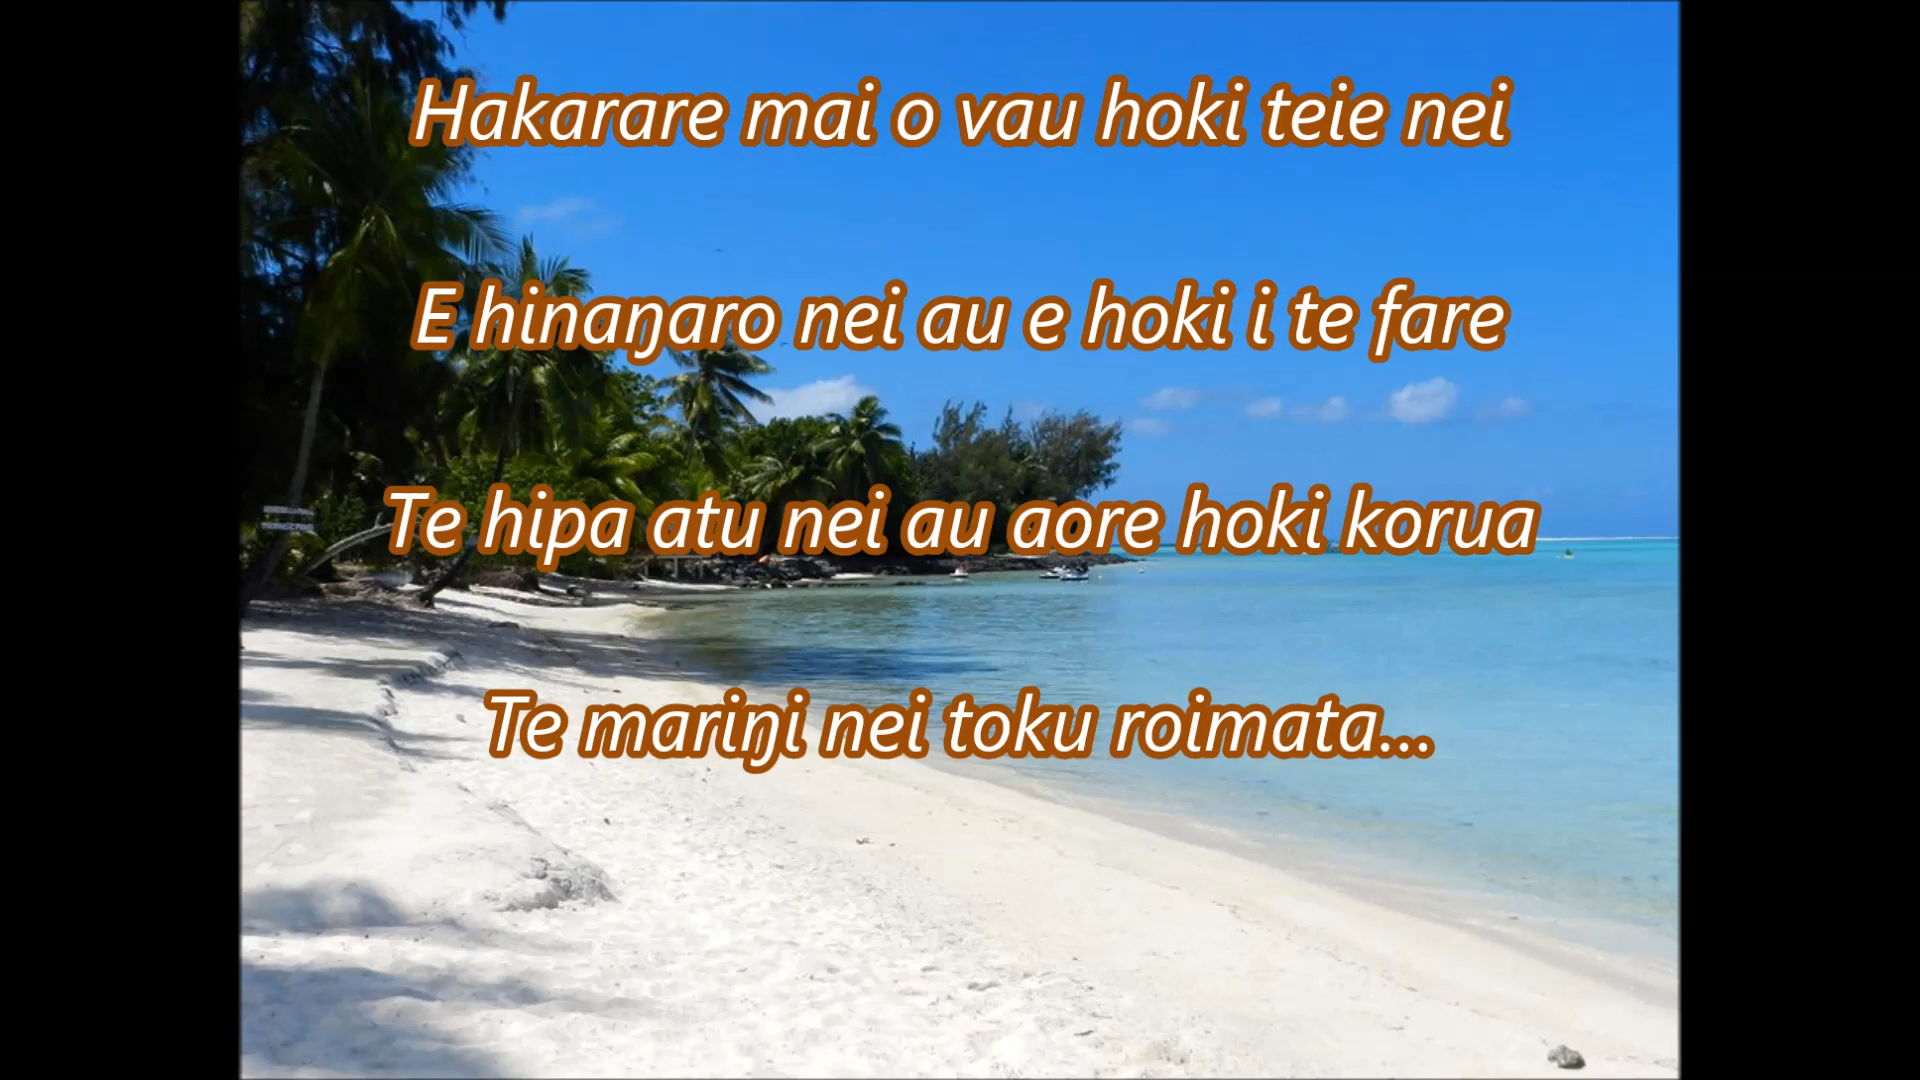 Hakarare mai o vau hoki teie nei
E hinaŋaro nei au e hoki i te fare
Te hipa atu nei au aore hoki korua
Te mariŋi nei toku roimata...